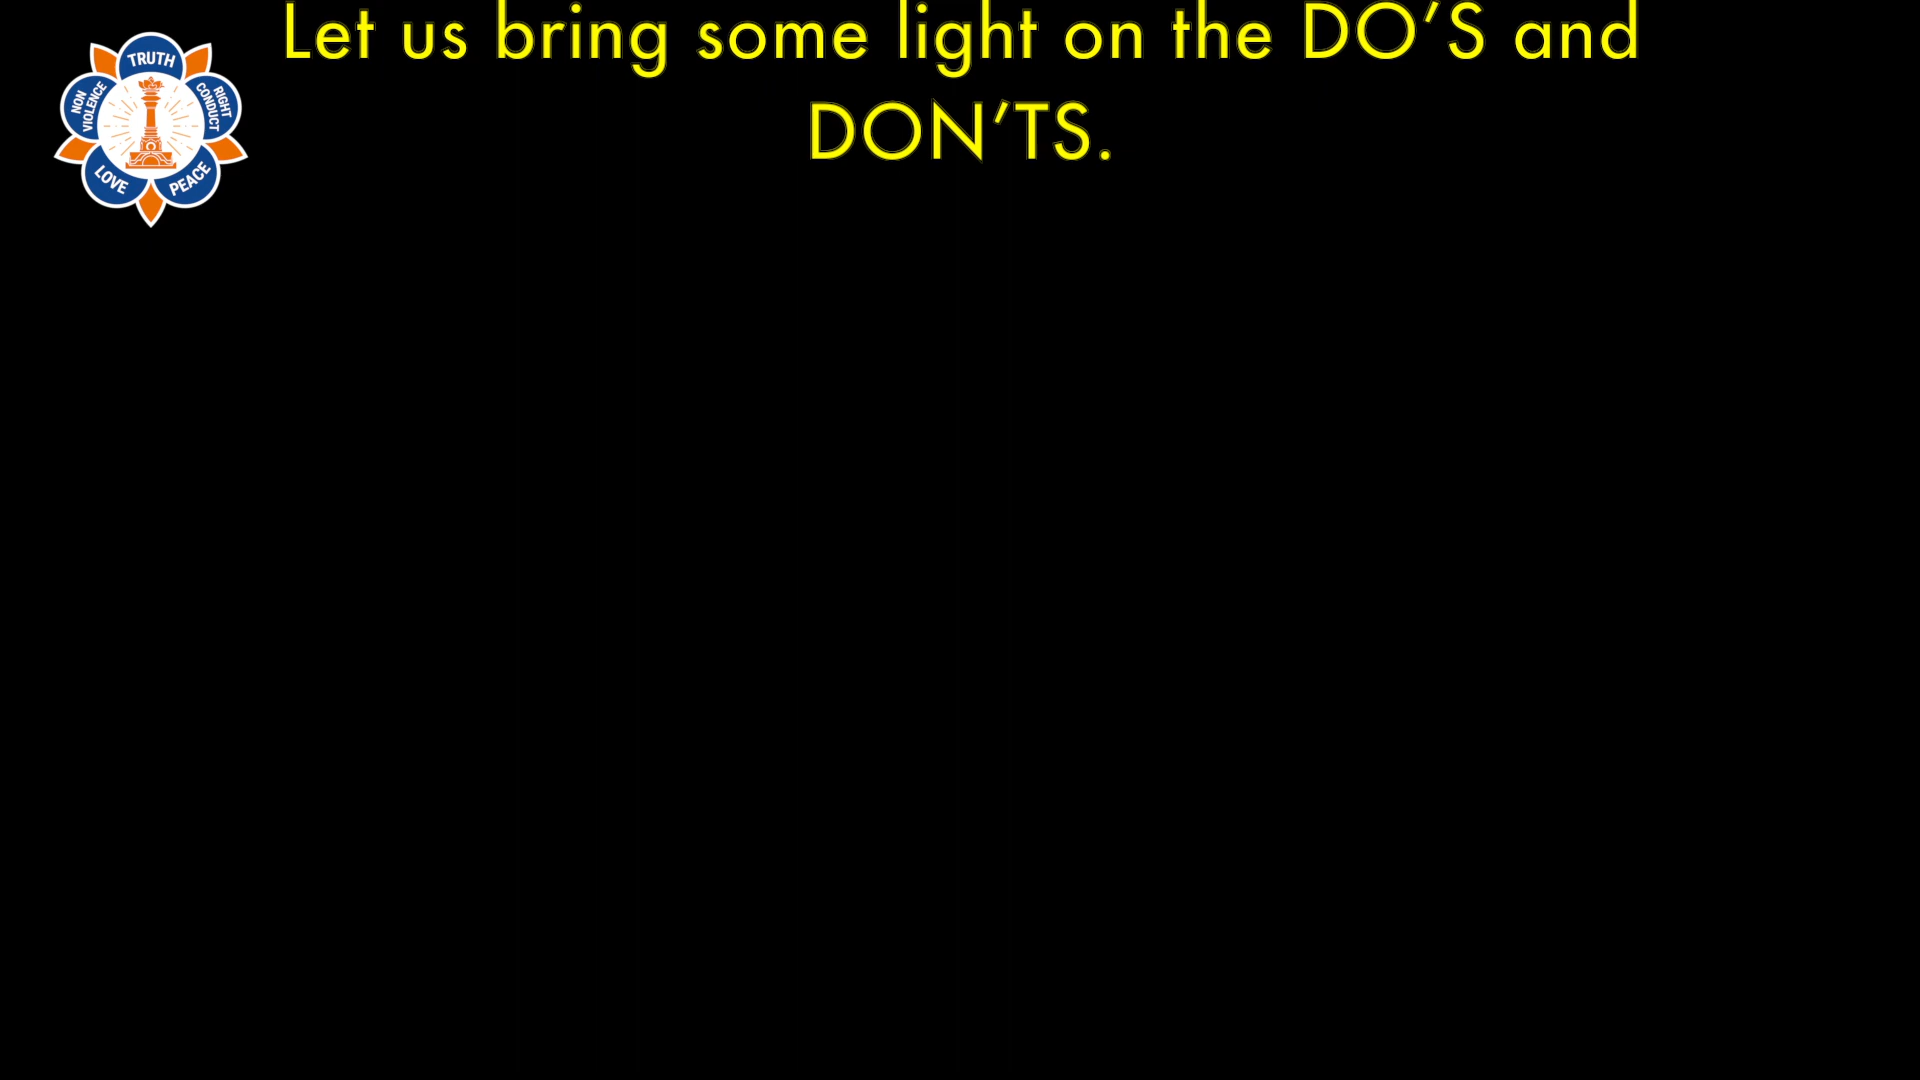 Let us bring some light on the DO’S and
DON’TS.
TRUTH
NON
VIOLENCE
RIGHT
CONDUCT
LOVE
PEACE